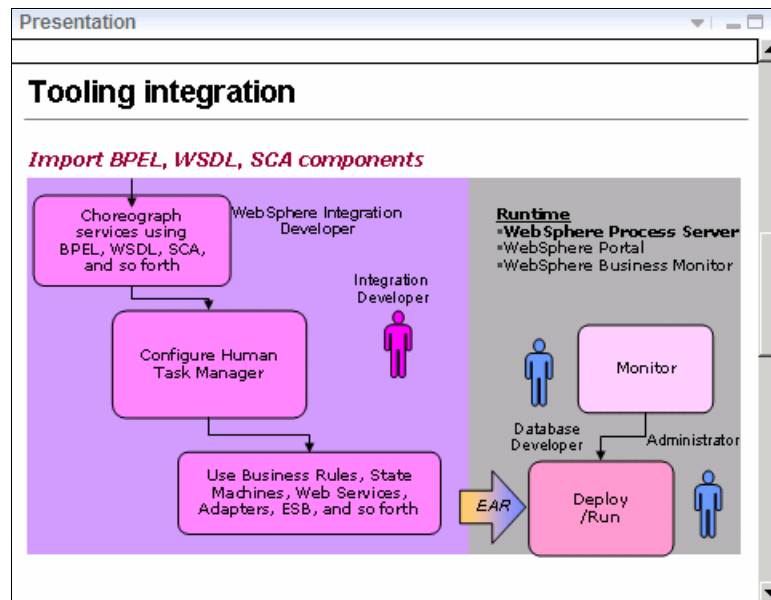 Presentation
Tooling integration
Import BPEL, WSDL, SCA components
Choreograph
services using
BPEL, WSDL, SCA,
and so forth
WebSphere Integration
Developer
Integration
Developer
Configure Human
Task Manager
Use Business Rules, State
Machines, Web Services,
Adapters, ESB, and so forth
EAR
Runtime
▪WebSphere Process Server
▪WebSphere Portal
▪WebSphere Business Monitor
Monitor
Database
Developer
Administrator
Deploy
/Run